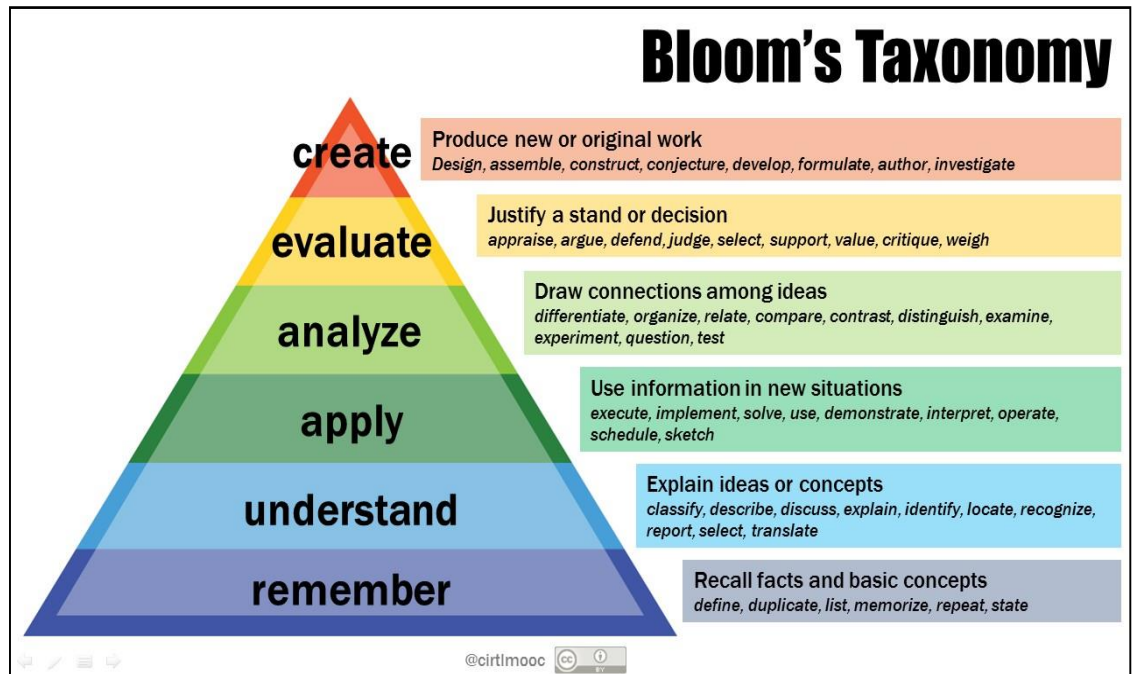 Bloom's Taxonomy
create
Produce new or original work
Design, assemble, construct, conjecture, develop, formulate, author, investigate
evaluate
Justify a stand or decision
appraise, argue, defend, judge, select, support, value, critique, weigh
analyze
Draw connections among ideas
differentiate, organize, relate, compare, contrast, distinguish, examine,
experiment, question, test
apply
Use information in new situations
execute, implement, solve, use, demonstrate, interpret, operate,
schedule, sketch
understand
Explain ideas or concepts
classify, describe, discuss, explain, identify, locate, recognize,
report, select, translate
remember
Recall facts and basic concepts
define, duplicate, list, memorize, repeat, state
@cirtlmooc
cc
BY